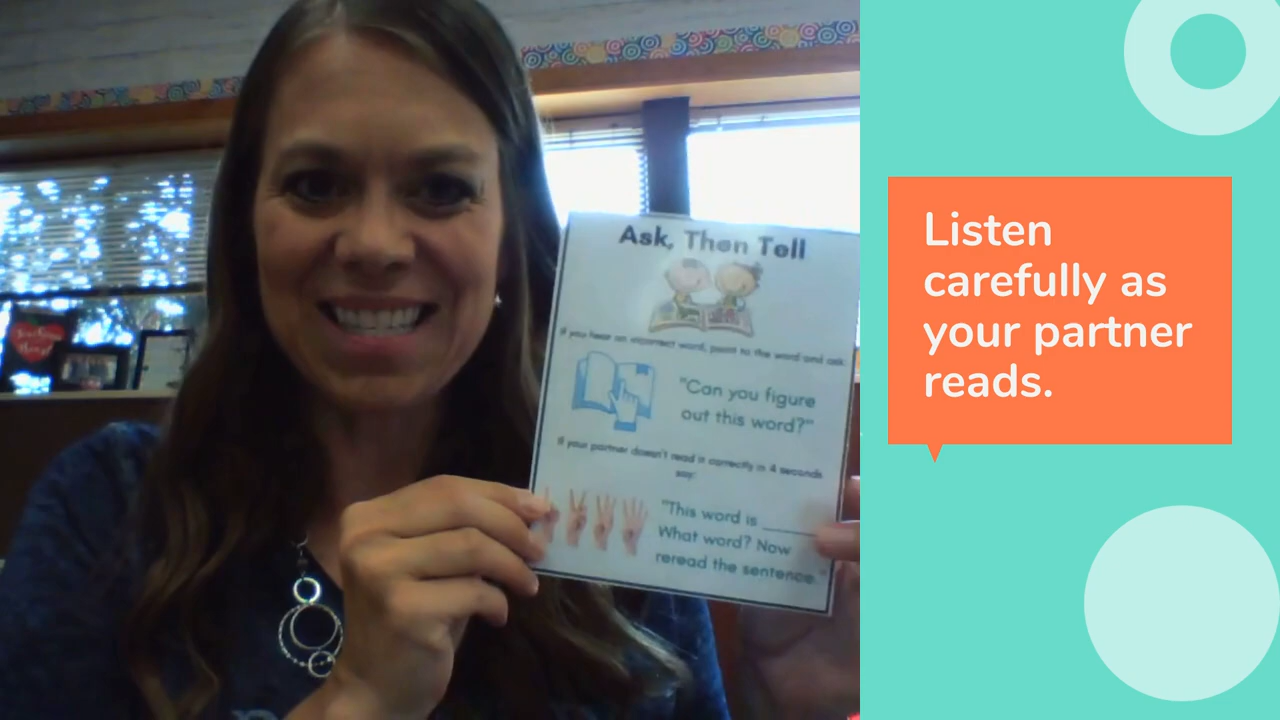 Ask, Then Tell
If you hear an incorrect word, point to the word and ask:
"Can you figure
out this word?"
If your partner doesn't read it correctly in 4 seconds
say:
"This word is ______
What word? Now
reread the sentence."
Listen
carefully as
your partner
reads.